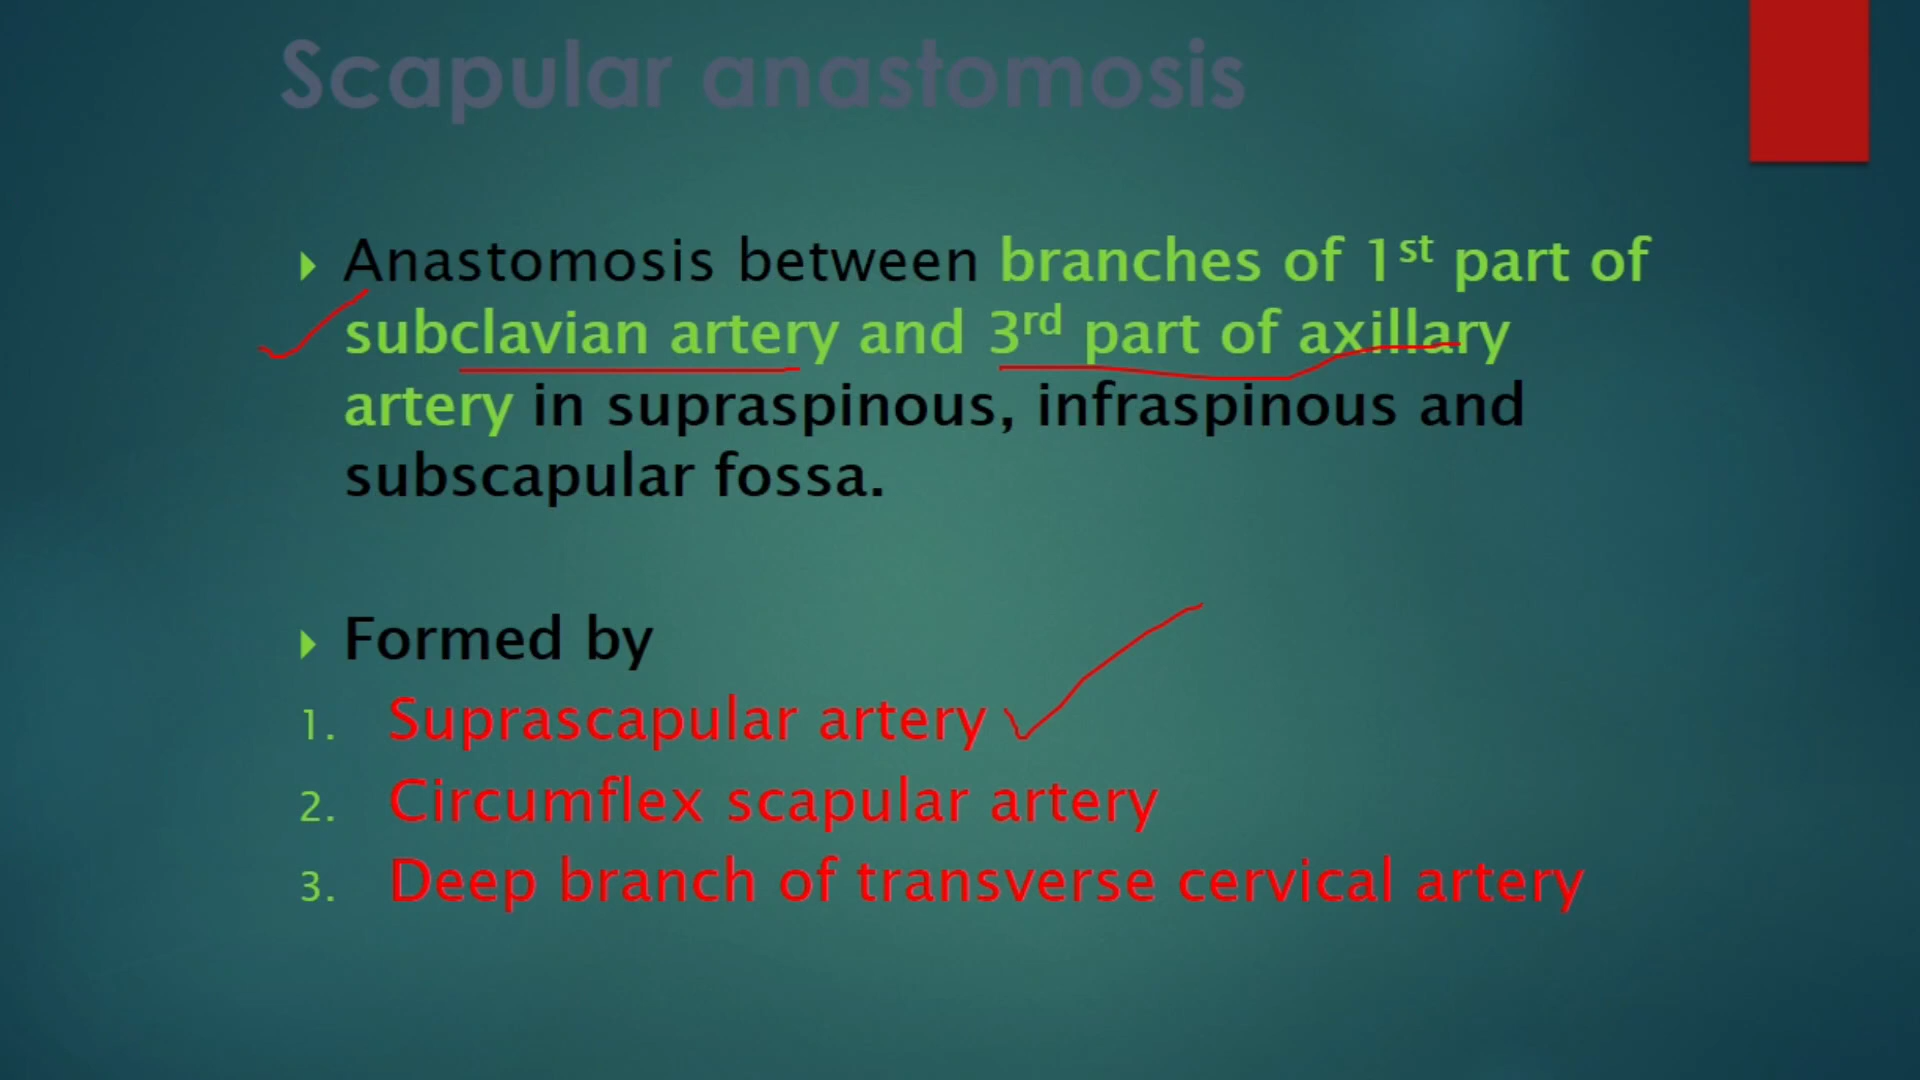 Scapular anastomosis
Anastomosis between branches of 1st part of
subclavian artery and 3rd part of axillary
artery in supraspinous, infraspinous and
subscapular fossa.
Formed by
1. Suprascapular artery
2. Circumflex scapular artery
3. Deep branch of transverse cervical artery